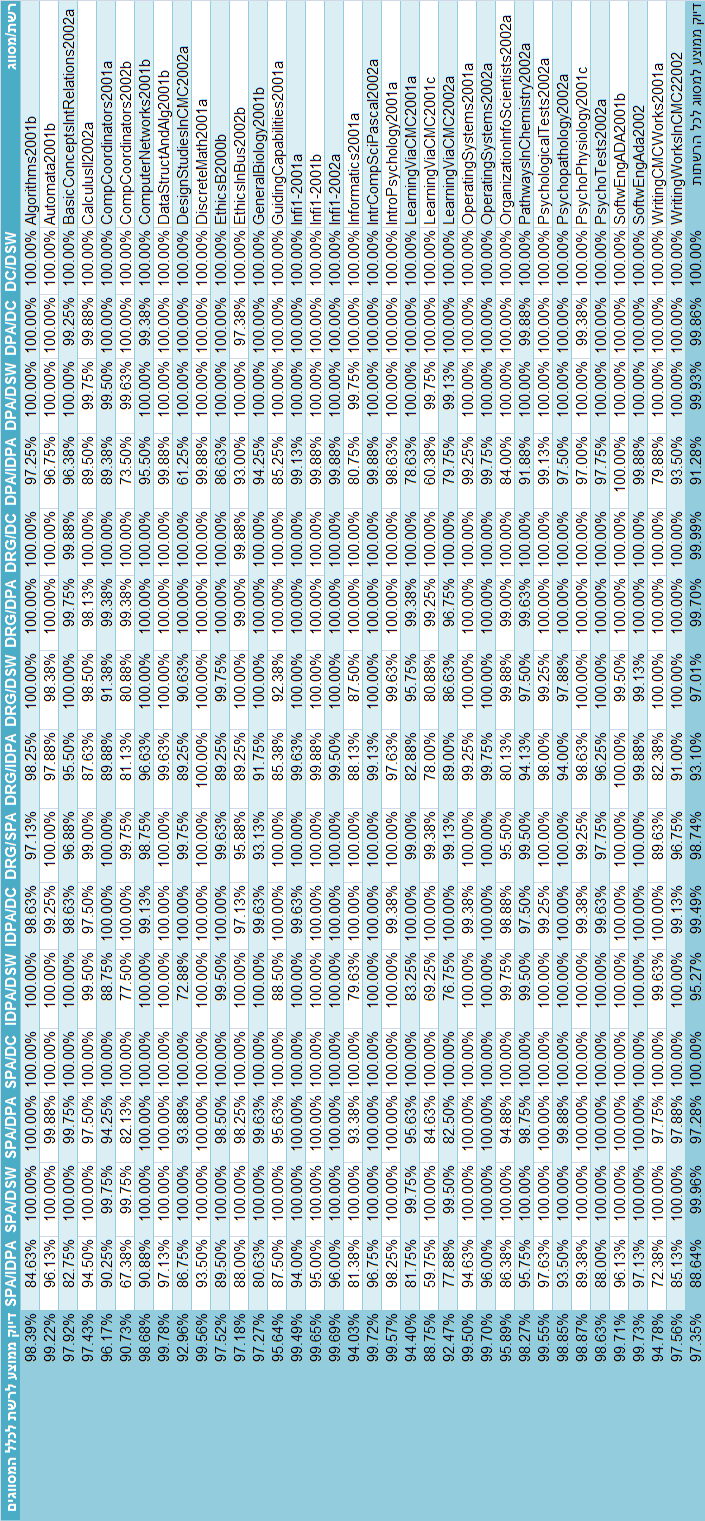 רשת/מסווג DC/DSW DPA/DC DPA/DSW DPA/IDPA DRG/DC DRG/DPA DRG/DSW DRG/IDPA DRG/SPA IDPA/DC IDPA/DSW SPA/DC SPA/DPA SPA/DSW SPA/IDPA דיוק ממוצע לרשת לכלל המסווגים
Algorithms2001b 100.00% 100.00% 100.00% 97.25% 100.00% 100.00% 100.00% 98.25% 97.13% 98.63% 100.00% 100.00% 100.00% 100.00% 84.63% 98.39%
Automata2001b 100.00% 100.00% 100.00% 96.75% 100.00% 100.00% 98.38% 97.88% 100.00% 99.25% 100.00% 100.00% 99.88% 100.00% 96.13% 99.22%
BasicConceptsIntRelations2002a 100.00% 99.25% 100.00% 96.38% 99.88% 99.75% 100.00% 95.50% 96.88% 98.63% 100.00% 100.00% 99.75% 100.00% 82.75% 97.92%
CalculusII2002a 100.00% 99.88% 99.75% 89.50% 100.00% 98.13% 98.50% 87.63% 99.00% 97.50% 99.50% 100.00% 97.50% 100.00% 94.50% 97.43%
CompCoordinators2001a 100.00% 100.00% 99.50% 89.38% 100.00% 99.38% 91.38% 89.88% 100.00% 100.00% 88.75% 100.00% 94.25% 99.75% 90.25% 96.17%
CompCoordinators2002b 100.00% 100.00% 99.63% 73.50% 100.00% 99.38% 80.88% 81.13% 99.75% 100.00% 77.50% 100.00% 82.13% 99.75% 67.38% 90.73%
ComputerNetworks2001b 100.00% 99.38% 100.00% 95.50% 100.00% 100.00% 100.00% 96.63% 98.75% 99.13% 100.00% 100.00% 100.00% 100.00% 90.88% 98.68%
DataStructAndAlg2001b 100.00% 100.00% 100.00% 99.88% 100.00% 100.00% 100.00% 99.63% 100.00% 100.00% 100.00% 100.00% 100.00% 100.00% 97.13% 99.78%
DesignStudiesInCMC2002a 100.00% 100.00% 100.00% 61.25% 100.00% 100.00% 90.63% 89.25% 99.75% 100.00% 72.88% 100.00% 93.88% 100.00% 86.75% 92.96%
DiscreteMath2001a 100.00% 100.00% 100.00% 99.88% 100.00% 100.00% 100.00% 100.00% 100.00% 100.00% 100.00% 100.00% 100.00% 100.00% 93.50% 99.56%
EthicsB2000b 100.00% 100.00% 100.00% 86.63% 100.00% 100.00% 99.75% 89.25% 99.63% 100.00% 99.50% 100.00% 98.50% 100.00% 89.50% 97.52%
EthicsInBus2002b 100.00% 97.38% 100.00% 93.00% 99.88% 99.00% 100.00% 89.25% 95.88% 97.13% 100.00% 100.00% 98.25% 100.00% 88.00% 97.18%
GeneralBiology2001b 100.00% 100.00% 100.00% 94.25% 100.00% 100.00% 100.00% 91.75% 93.13% 99.63% 100.00% 100.00% 99.63% 100.00% 80.63% 97.27%
GuidingCapabilities2001a 100.00% 100.00% 100.00% 85.25% 100.00% 100.00% 92.38% 85.38% 100.00% 100.00% 88.50% 100.00% 95.63% 100.00% 87.50% 95.64%
Infi1-2001a 100.00% 100.00% 100.00% 99.13% 100.00% 100.00% 100.00% 99.63% 100.00% 99.63% 100.00% 100.00% 100.00% 100.00% 94.00% 99.49%
Infi1-2001b 100.00% 100.00% 100.00% 99.88% 100.00% 100.00% 100.00% 99.88% 100.00% 100.00% 100.00% 100.00% 100.00% 100.00% 95.00% 99.65%
Infi1-2002a 100.00% 100.00% 100.00% 99.88% 100.00% 100.00% 100.00% 99.50% 100.00% 100.00% 100.00% 100.00% 100.00% 100.00% 96.00% 99.69%
Informatics2001a 100.00% 100.00% 99.75% 80.75% 100.00% 100.00% 87.50% 88.13% 100.00% 100.00% 79.63% 100.00% 93.38% 100.00% 81.38% 94.03%
IntrCompSciPascal2002a 100.00% 100.00% 100.00% 99.88% 100.00% 100.00% 100.00% 99.13% 100.00% 100.00% 100.00% 100.00% 100.00% 100.00% 96.75% 99.72%
IntroPsychology2001a 100.00% 100.00% 100.00% 98.63% 100.00% 100.00% 99.63% 97.63% 100.00% 99.38% 100.00% 100.00% 100.00% 100.00% 98.25% 99.57%
LearningViaCMC2001a 100.00% 100.00% 100.00% 78.63% 100.00% 99.38% 95.75% 82.88% 99.00% 100.00% 83.25% 100.00% 95.63% 99.75% 81.75% 94.40%
LearningViaCMC2001c 100.00% 100.00% 99.75% 60.38% 100.00% 99.25% 80.88% 78.00% 99.38% 100.00% 69.25% 100.00% 84.63% 100.00% 59.75% 88.75%
LearningViaCMC2002a 100.00% 100.00% 99.13% 79.75% 100.00% 96.75% 86.63% 89.00% 99.13% 100.00% 76.75% 100.00% 82.50% 99.50% 77.88% 92.47%
OperatingSystems2001a 100.00% 100.00% 100.00% 99.25% 100.00% 100.00% 100.00% 99.25% 100.00% 99.38% 100.00% 100.00% 100.00% 100.00% 94.63% 99.50%
OperatingSystems2002a 100.00% 100.00% 100.00% 99.75% 100.00% 100.00% 100.00% 99.75% 100.00% 100.00% 100.00% 100.00% 100.00% 100.00% 96.00% 99.70%
OrganizationInfoScientists2002a 100.00% 100.00% 100.00% 84.00% 100.00% 99.00% 99.88% 80.13% 95.50% 98.88% 99.75% 100.00% 94.88% 100.00% 86.38% 95.89%
PathwaysInChemistry2002a 100.00% 99.88% 100.00% 91.88% 100.00% 99.63% 97.50% 94.13% 99.50% 97.50% 99.50% 100.00% 98.75% 100.00% 95.75% 98.27%
PsychologicalTests2002a 100.00% 100.00% 100.00% 99.13% 100.00% 100.00% 99.25% 98.00% 100.00% 99.25% 100.00% 100.00% 100.00% 100.00% 97.63% 99.55%
Psychopathology2002a 100.00% 100.00% 100.00% 97.50% 100.00% 100.00% 97.88% 94.00% 100.00% 100.00% 100.00% 100.00% 99.88% 100.00% 93.50% 98.85%
PsychoPhysiology2001c 100.00% 99.38% 100.00% 97.00% 100.00% 100.00% 100.00% 98.63% 99.25% 99.38% 100.00% 100.00% 100.00% 100.00% 89.38% 98.87%
PsychoTests2002a 100.00% 100.00% 100.00% 97.75% 100.00% 100.00% 100.00% 96.25% 97.75% 99.63% 100.00% 100.00% 100.00% 100.00% 88.00% 98.63%
SoftwEngADA2001b 100.00% 100.00% 100.00% 100.00% 100.00% 100.00% 99.50% 100.00% 100.00% 100.00% 100.00% 100.00% 100.00% 100.00% 96.13% 99.71%
SoftwEngAda2002 100.00% 100.00% 100.00% 99.88% 100.00% 100.00% 99.13% 99.88% 100.00% 100.00% 100.00% 100.00% 100.00% 100.00% 97.13% 99.73%
WritingCMCWorks2001a 100.00% 100.00% 100.00% 79.88% 100.00% 100.00% 100.00% 82.38% 89.63% 100.00% 99.63% 100.00% 97.75% 100.00% 72.38% 94.78%
WritingWorksInCMC22002 100.00% 100.00% 100.00% 93.50% 100.00% 100.00% 100.00% 91.00% 96.75% 99.13% 100.00% 100.00% 97.88% 100.00% 85.13% 97.56%
דיוק ממוצע למסווג לכל הרשתות 100.00% 99.86% 99.93% 91.28% 99.99% 99.70% 97.01% 93.10% 98.74% 99.49% 95.27% 100.00% 97.28% 99.96% 88.64% 97.35%